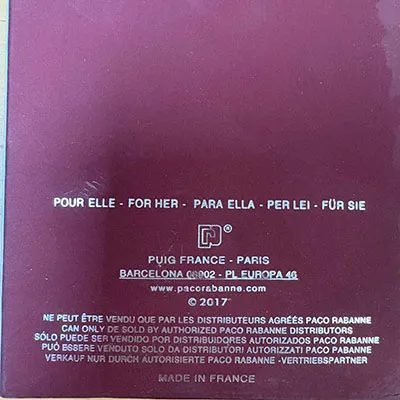 POUR ELLE - FOR HER - PARA ELLA - PER LEI - FÜR SIE
®
PUIG FRANCE - PARIS
BARCELONA 08902 - PL EUROPA 46
www.pacorabanne.com
© 2017
NE PEUT ÊTRE VENDU QUE PAR LES DISTRIBUTEURS AGRÉÉS PACO RABANNE
CAN ONLY BE SOLD BY AUTHORIZED PACO RABANNE DISTRIBUTORS
SÓLO PUEDE SER VENDIDO POR DISTRIBUIDORES AUTORIZADOS PACO RABANNE
PUÒ ESSERE VENDUTO SOLO DA DISTRIBUTORI AUTORIZZATI PACO RABANNE
VERKAUF NUR DURCH AUTORISIERTE PACO RABANNE -VERTRIEBSPARTNER
MADE IN FRANCE